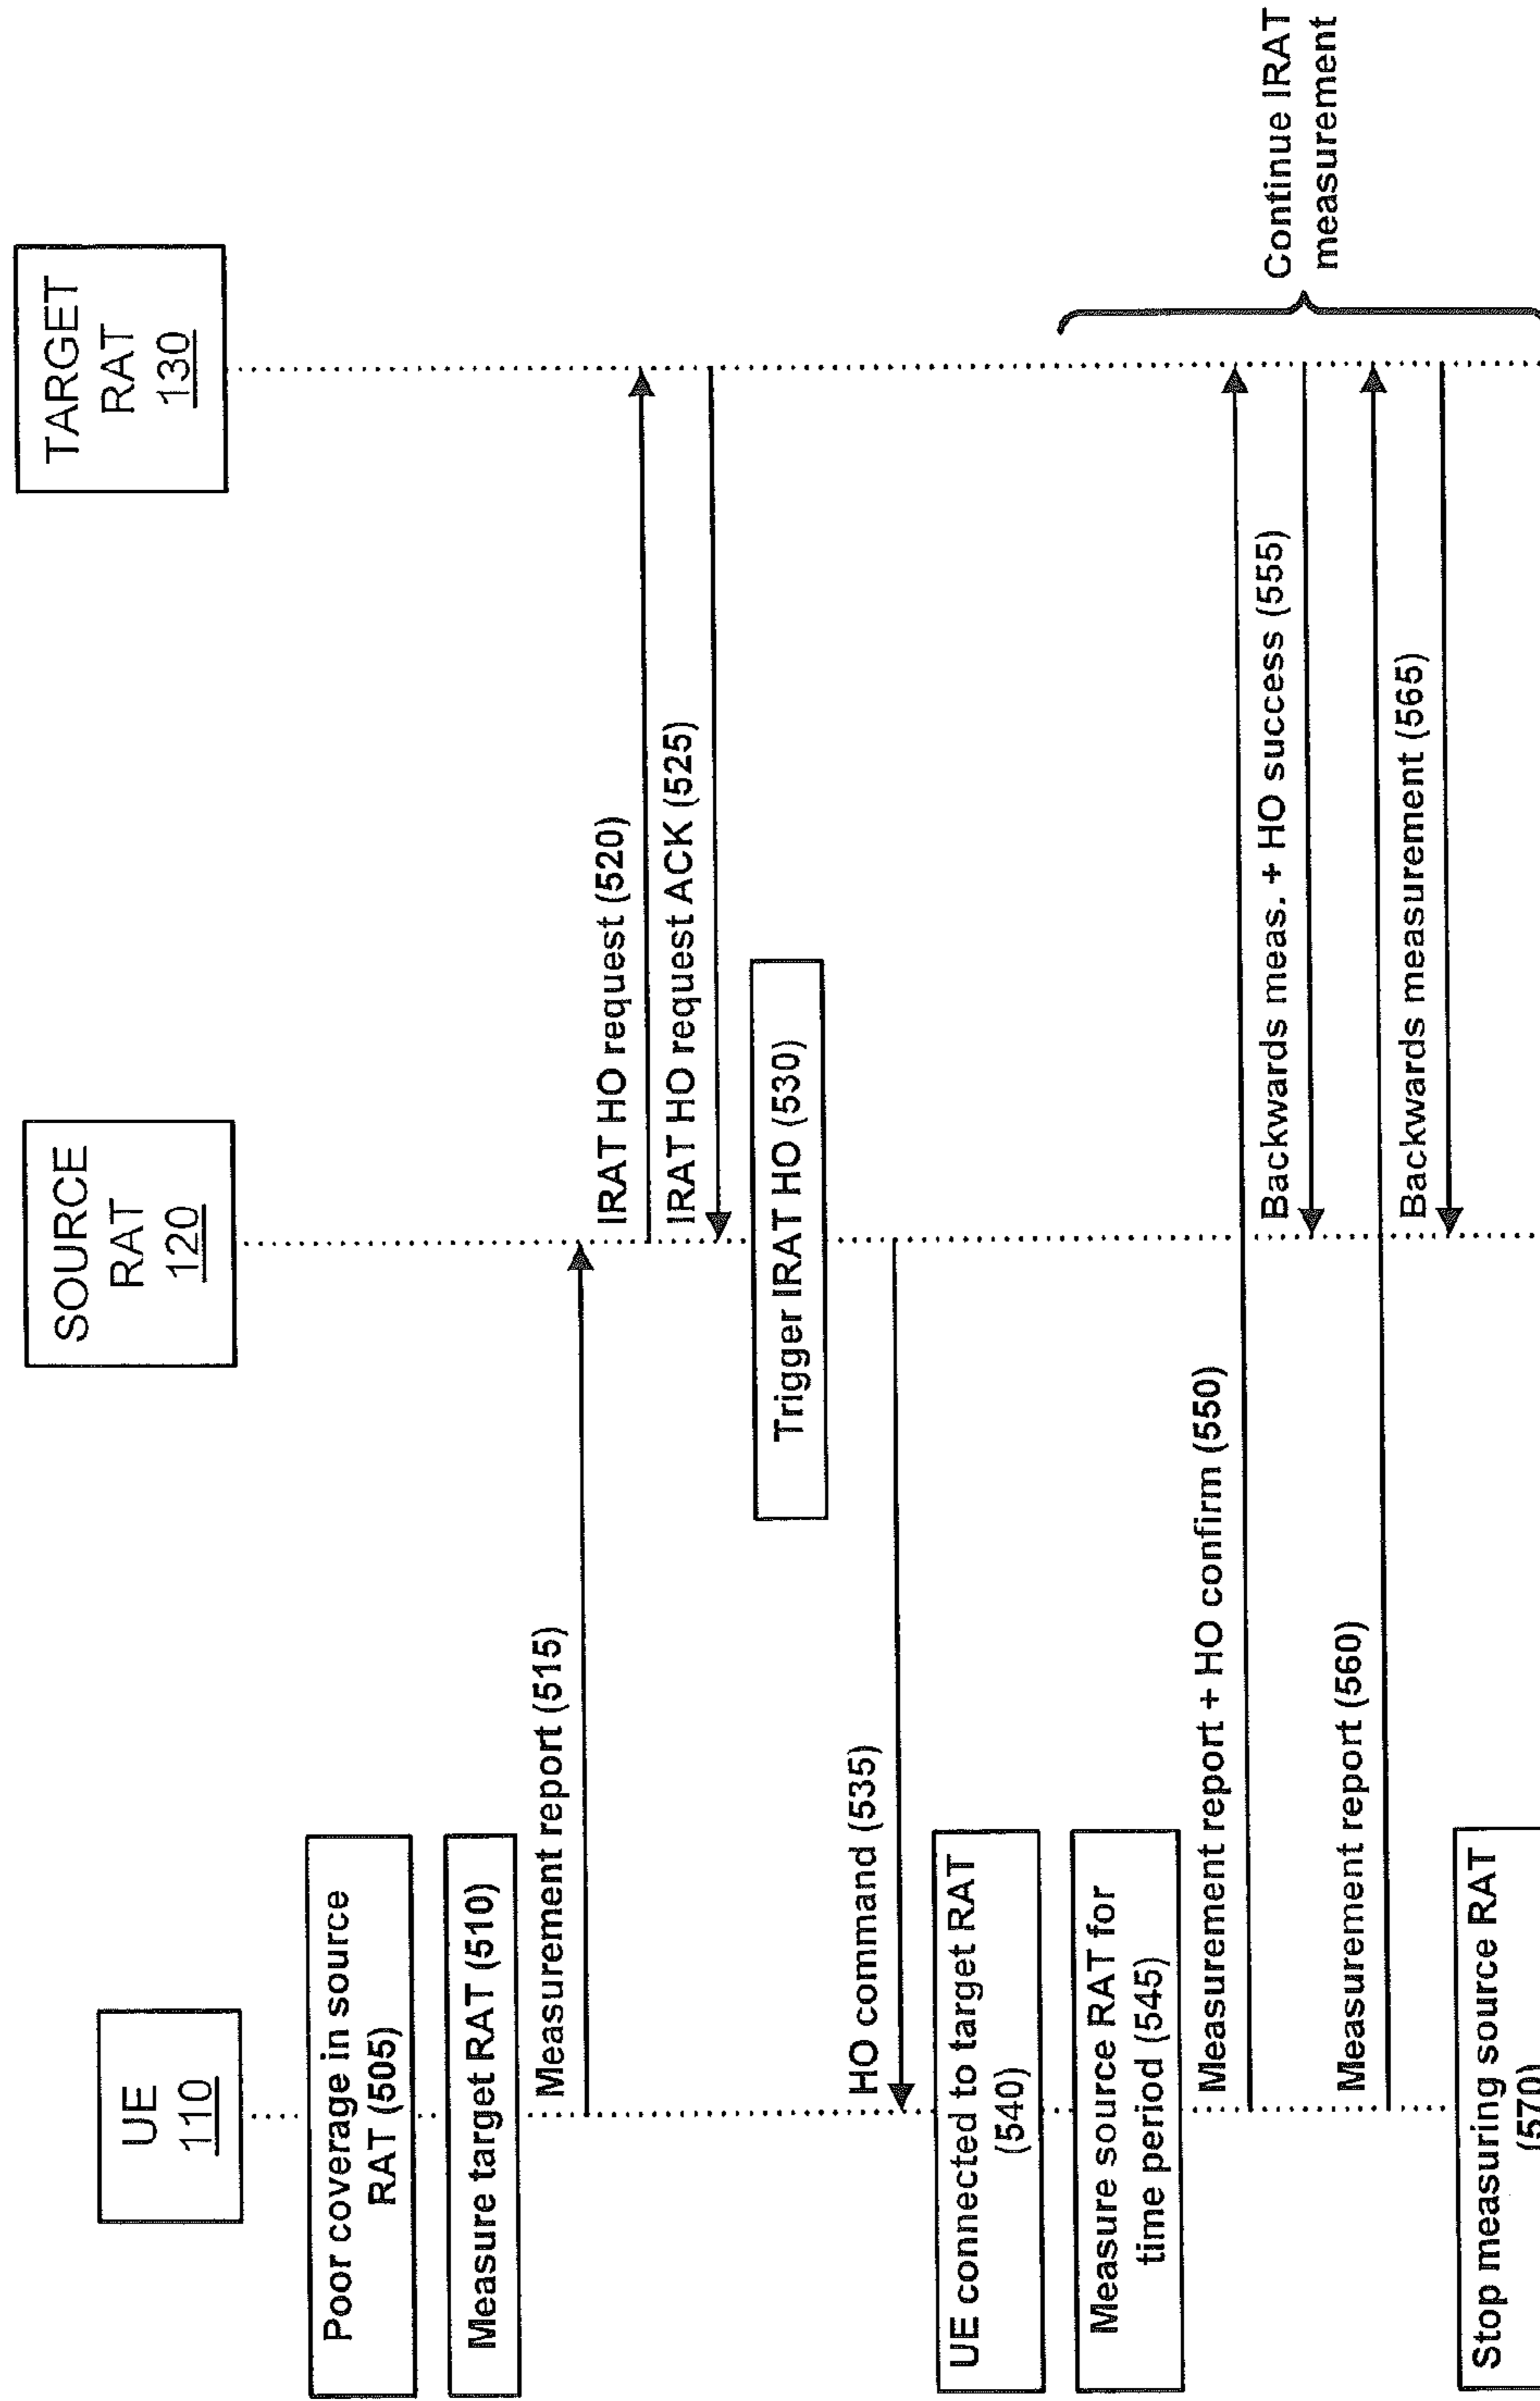 UE
110
SOURCE
RAT
120
TARGET
RAT
130
Poor coverage in source
RAT (505)
Measure target RAT (510)
Measurement report (515)
IRAT HO request (520)
IRAT HO request ACK (525)
Trigger IRAT HO (530)
HO command (535)
UE connected to target RAT
(540)
Measure source RAT for
time period (545)
Measurement report + HO confirm (550)
Backwards meas. + HO success (555)
Measurement report (560)
Backwards measurement (565)
Continue IRAT
measurement
Stop measuring source RAT
(570)